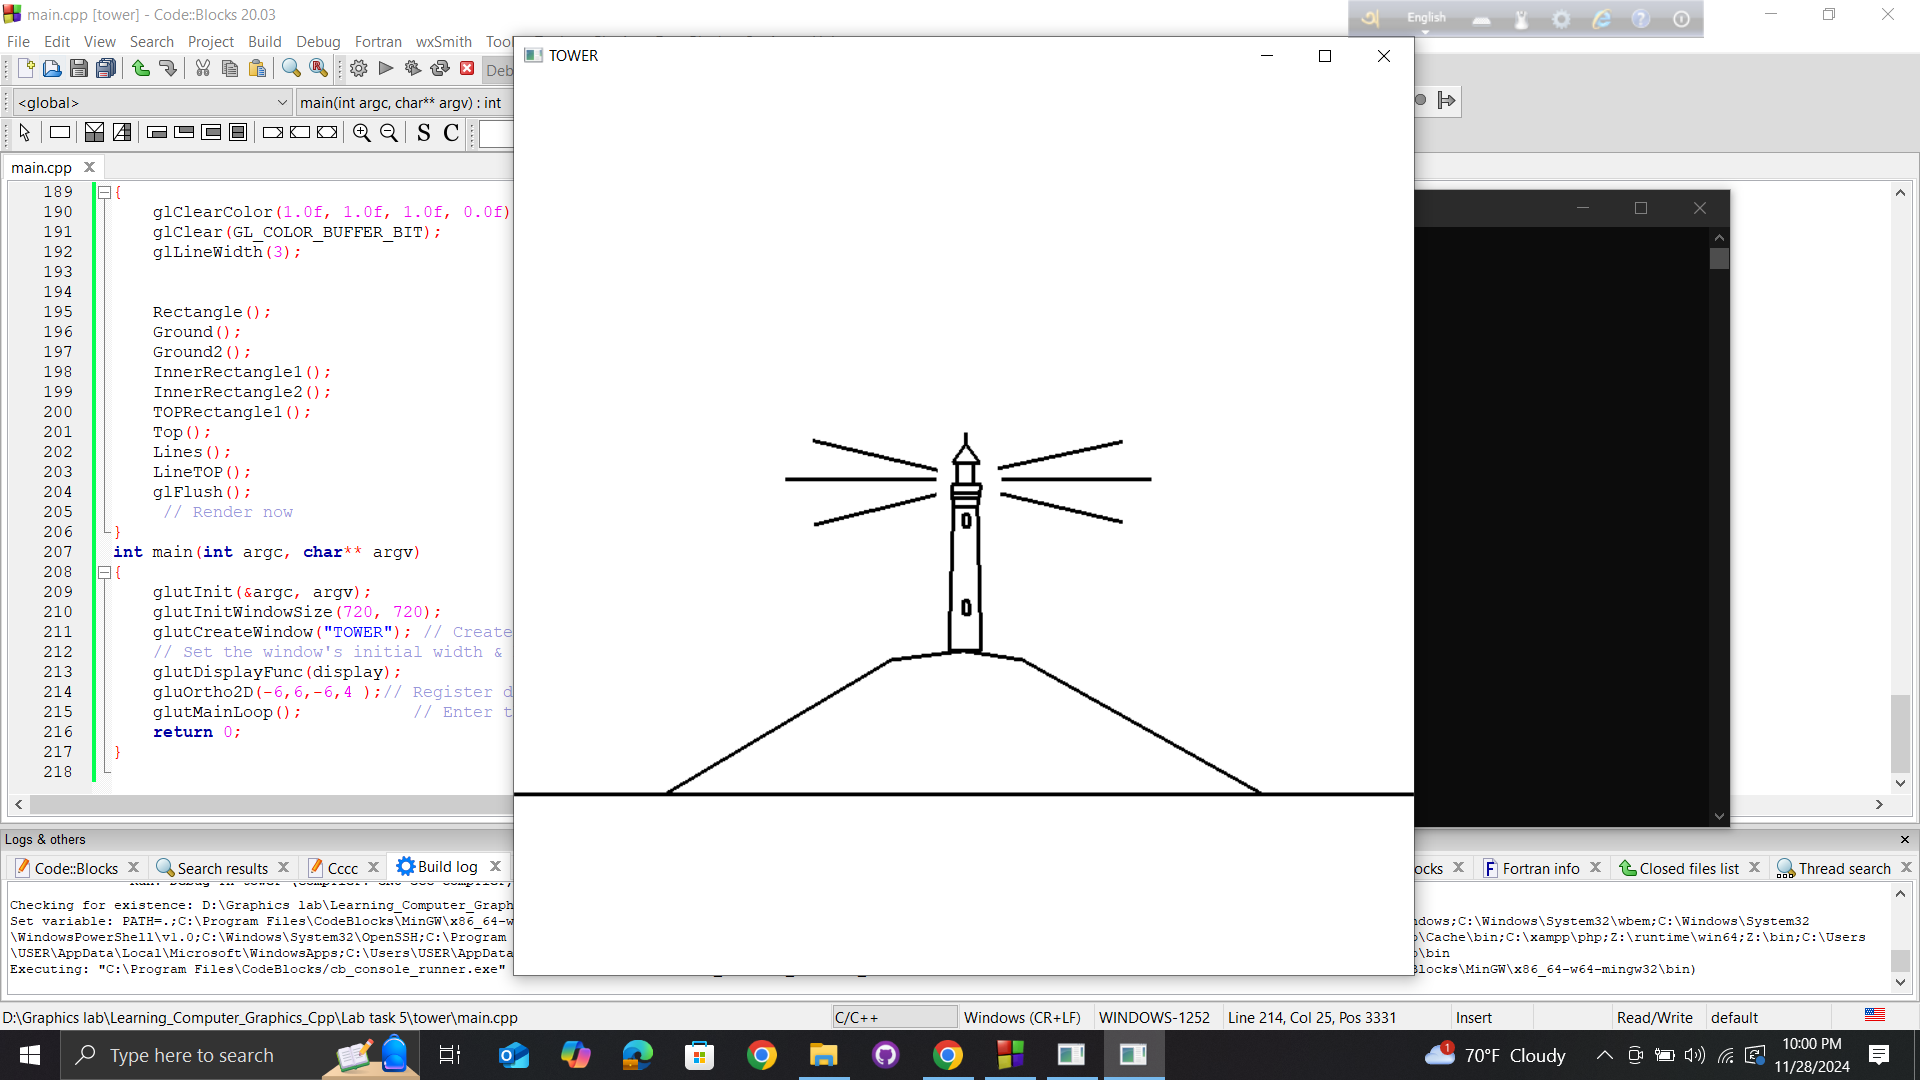 main.cpp [tower] - Code::Blocks 20.03
English
File Edit View Search Project Build Debug Fortran wxSmith
TOWER
<global>
main(int argc, char** argv) : int
S C
main.cpp
189 {
190 glClearColor(1.0f, 1.0f, 1.0f, 0.0f)
191 glClear(GL_COLOR_BUFFER_BIT);
192 glLineWidth(3);
193
194
195 Rectangle();
196 Ground();
197 Ground2();
198 InnerRectangle1();
199 InnerRectangle2();
200 TOPRectangle1();
201 Top();
202 Lines();
203 LineTOP();
204 glFlush();
205 // Render now
206 }
207 int main(int argc, char** argv)
208 {
209 glutInit(&argc, argv);
210 glutInitWindowSize(720, 720);
211 glutCreateWindow("TOWER"); // Create
212 // Set the window's initial width &
213 glutDisplayFunc(display);
214 gluOrtho2D(-6,6,-6,4 );// Register d
215 glutMainLoop(); // Enter t
216 return 0;
217 }
218
Logs & others
Code::Blocks Search results Cccc Build log ocks Fortran info Closed files list Thread search
Checking for existence: D:\Graphics lab\Learning_Computer_Graph
Set variable: PATH=.;C:\Program Files\CodeBlocks\MinGW\x86_64-w ndows;C:\Windows\System32\wbem;C:\Windows\System32
\WindowsPowerShell\v1.0;C:\Windows\System32\OpenSSH;C:\Program \Cache\bin;C:\xampp\php;Z:\runtime\win64;Z:\bin;C:\Users
\USER\AppData\Local\Microsoft\WindowsApps;C:\Users\USER\AppData \bin
Executing: "C:\Program Files\CodeBlocks/cb_console_runner.exe" locks\MinGW\x86_64-w64-mingw32\bin)
D:\Graphics lab\Learning_Computer_Graphics_Cpp\Lab task 5\tower\main.cpp C/C++ Windows (CR+LF) WINDOWS-1252 Line 214, Col 25, Pos 3331 Insert Read/Write default
Type here to search
1
70°F Cloudy
10:00 PM
11/28/2024